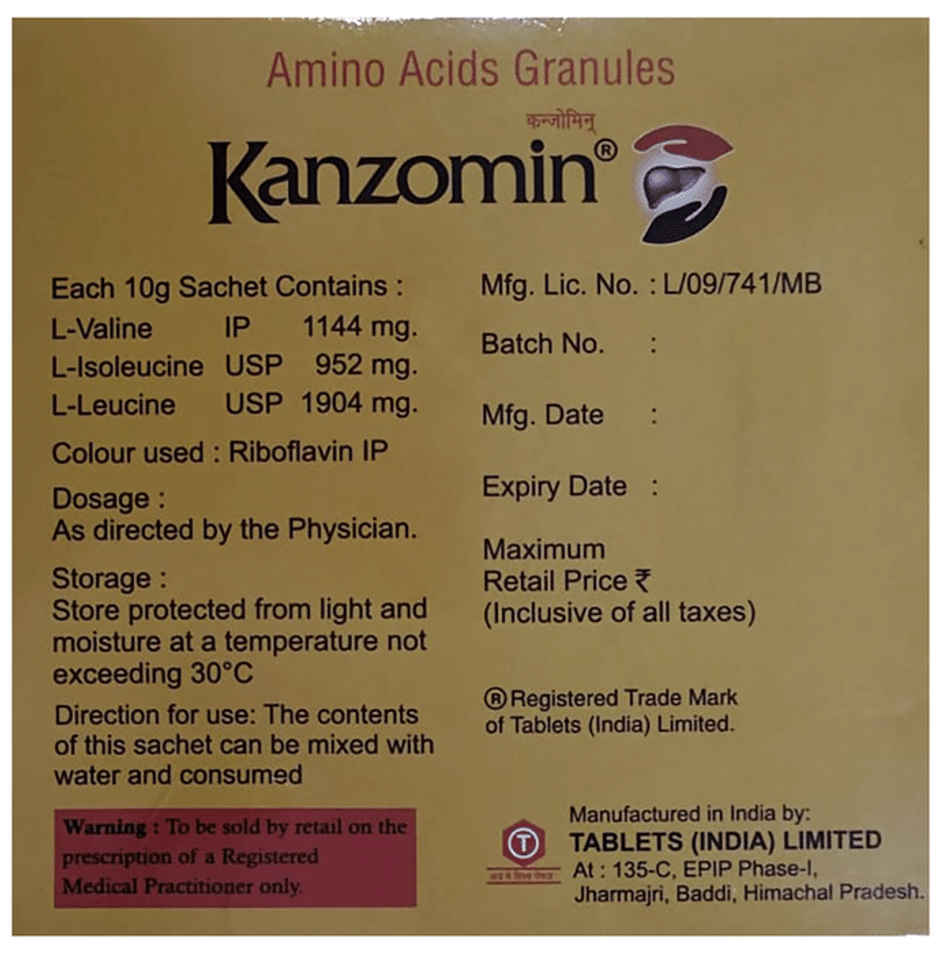 Amino Acids Granules
कन्जोमिन्
Kanzomin®
Each 10g Sachet Contains :
L-Valine IP 1144 mg.
L-Isoleucine USP 952 mg.
L-Leucine USP 1904 mg.
Colour used : Riboflavin IP
Dosage :
As directed by the Physician.
Storage :
Store protected from light and
moisture at a temperature not
exceeding 30°C
Direction for use: The contents
of this sachet can be mixed with
water and consumed
Warning : To be sold by retail on the
prescription of a Registered
Medical Practitioner only.
Mfg. Lic. No. : L/09/741/MB
Batch No. :
Mfg. Date :
Expiry Date :
Maximum
Retail Price ₹
(Inclusive of all taxes)
® Registered Trade Mark
of Tablets (India) Limited.
T
Manufactured in India by:
TABLETS (INDIA) LIMITED
At : 135-C, EPIP Phase-I,
Jharmajri, Baddi, Himachal Pradesh.